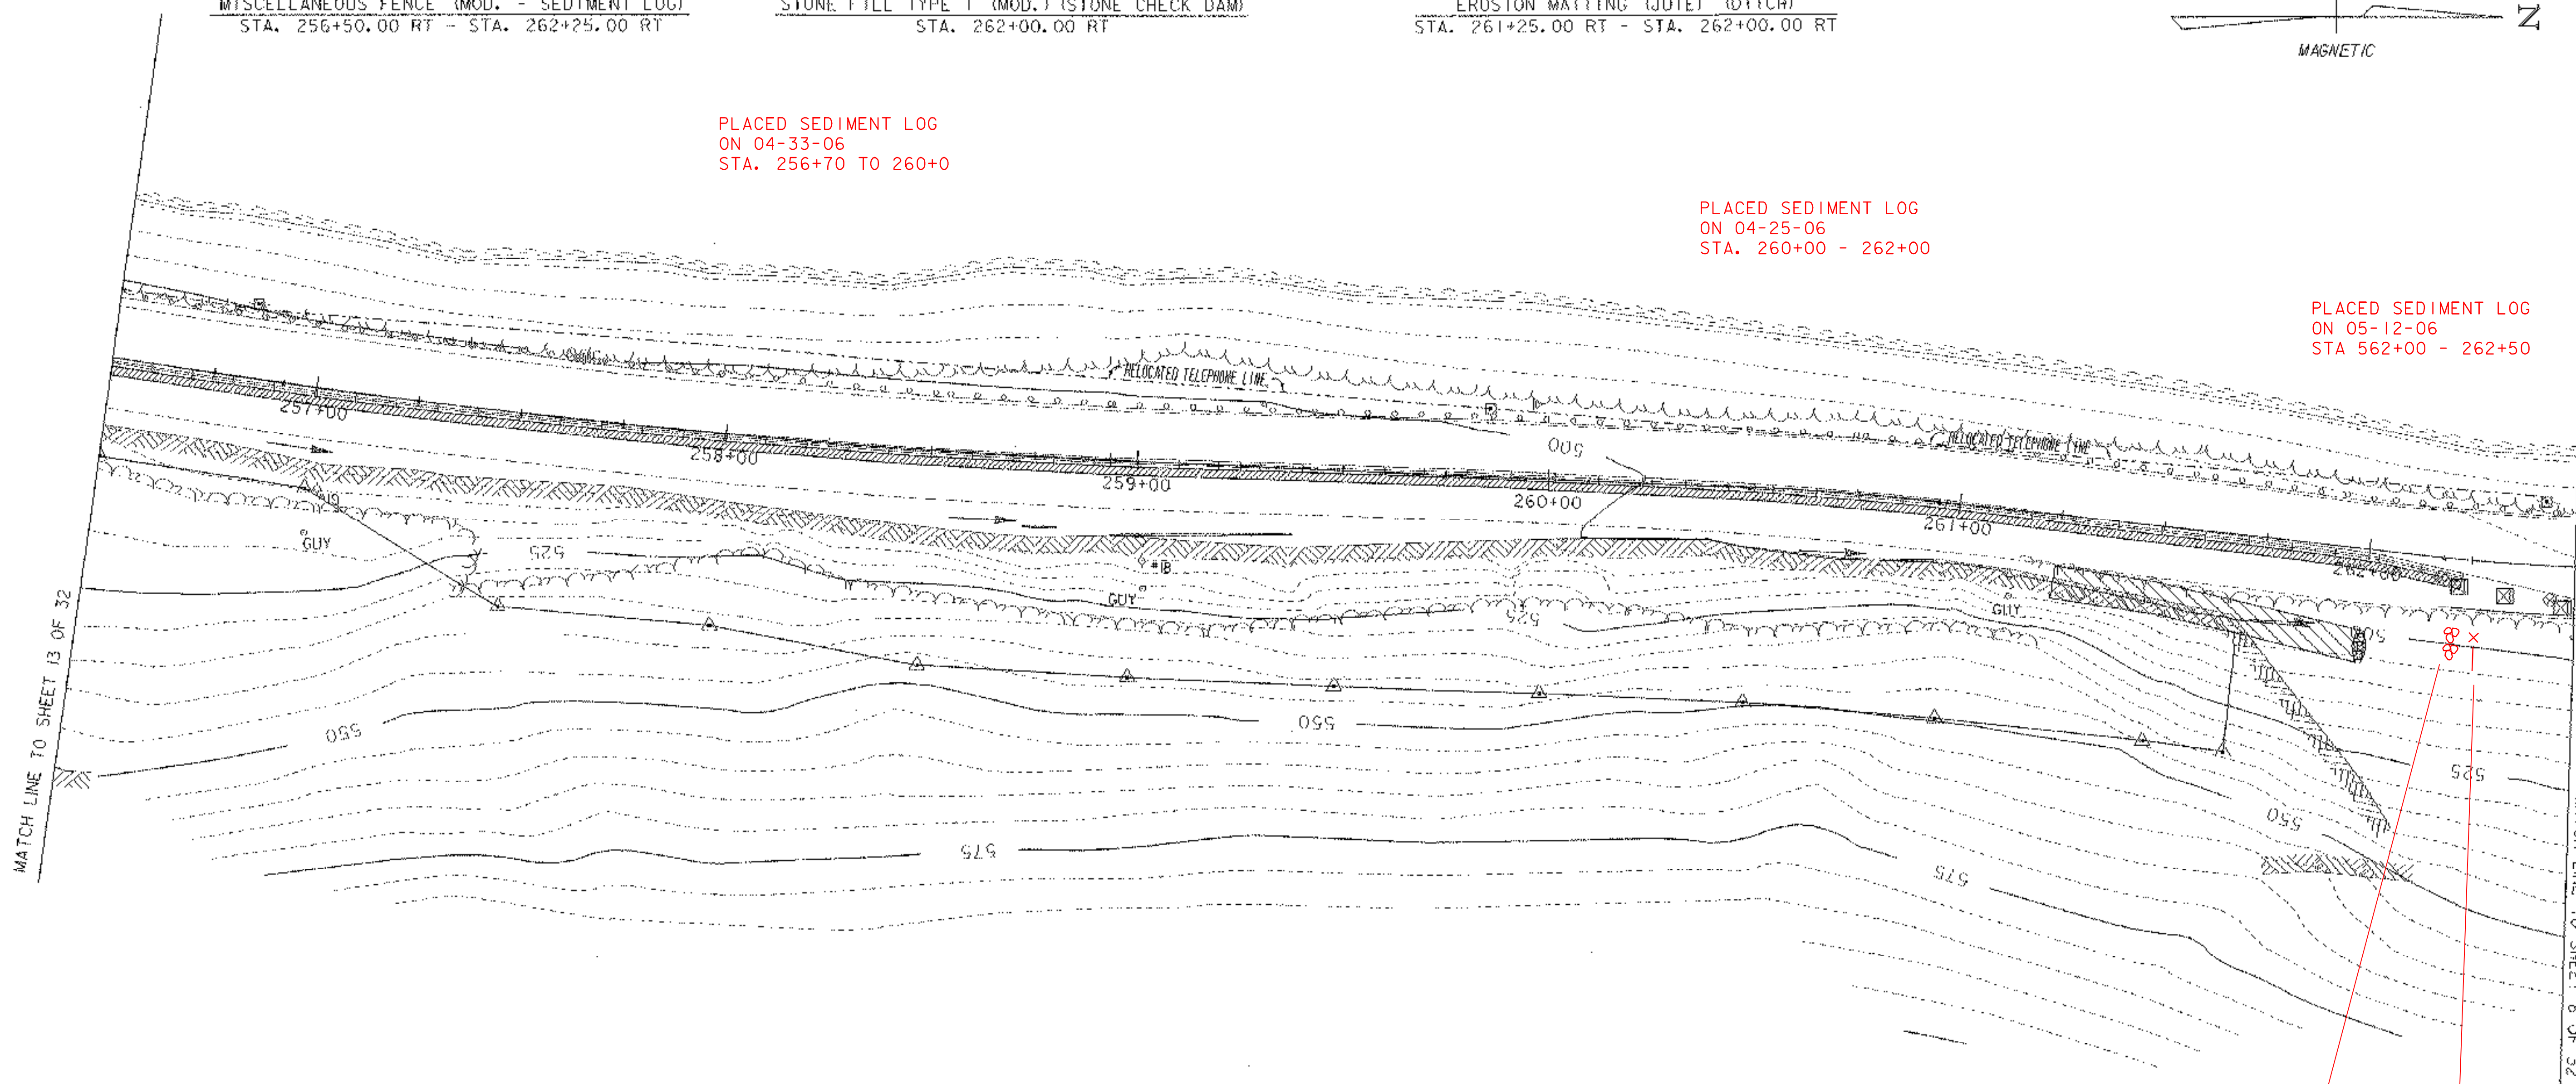 MISCELLANEOUS FENCE (MOD. - SEDIMENT LOG)
STA. 256+50.00 RT - STA. 262+25.00 RT
STONE FILL TYPE I (MOD.) (STONE CHECK DAM)
STA. 262+00.00 RT
EROSION MATTING (JUTE) (DITCH)
STA. 261+25.00 RT - STA. 262+00.00 RT
N
MAGNETIC
PLACED SEDIMENT LOG
ON 04-33-06
STA. 256+70 TO 260+0
PLACED SEDIMENT LOG
ON 04-25-06
STA. 260+00 - 262+00
PLACED SEDIMENT LOG
ON 05-12-06
STA 562+00 - 262+50
RELOCATED TELEPHONE LINE
RELOCATED TELEPHONE LINE
257+00
258+00
259+00
260+00
261+00
262+00
500
#19
GUY
525
#18
GUY
525
GUY
550
550
525
550
575
575
MATCH LINE TO SHEET 13 OF 32